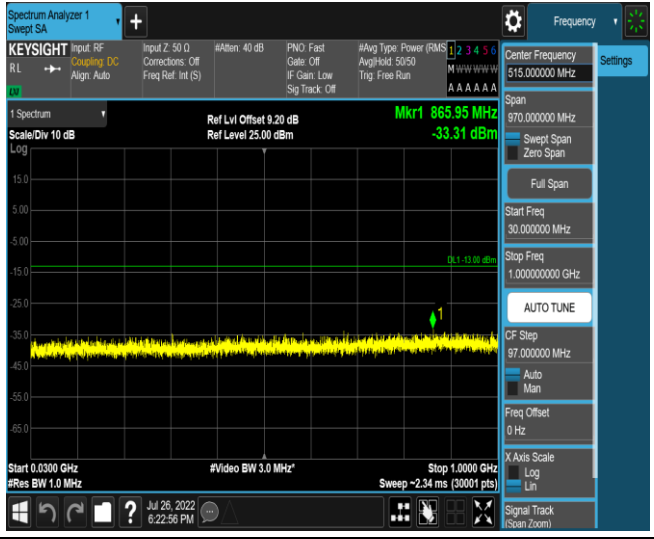 Spectrum Analyzer 1
Swept SA
Frequency
KEYSIGHT
RL
Input: RF
Coupling: DC
Align: Auto
Input Z: 50 Ω
Corrections: Off
Freq Ref: Int (S)
#Atten: 40 dB
PNO: Fast
Gate: Off
IF Gain: Low
Sig Track: Off
#Avg Type: Power (RMS
Avg|Hold: 50/50
Trig: Free Run
1 2 3 4 5 6
M W W W W W
A A A A A A
LW
1 Spectrum
Scale/Div 10 dB
Ref Lvl Offset 9.20 dB
Ref Level 25.00 dBm
Mkr1 865.95 MHz
-33.31 dBm
Log
15.0
5.00
-5.00
-15.0
-25.0
-35.0
-45.0
-55.0
-65.0
DL1 -13.00 dBm
1
Start 0.0300 GHz
#Res BW 1.0 MHz
#Video BW 3.0 MHz*
Stop 1.0000 GHz
Sweep ~2.34 ms (30001 pts)
?
Jul 26, 2022
6:22:56 PM
Center Frequency
515.000000 MHz
Settings
Span
970.000000 MHz
Swept Span
Zero Span
Full Span
Start Freq
30.000000 MHz
Stop Freq
1.000000000 GHz
AUTO TUNE
CF Step
97.000000 MHz
Auto
Man
Freq Offset
0 Hz
X Axis Scale
Log
Lin
Signal Track
(Span Zoom)